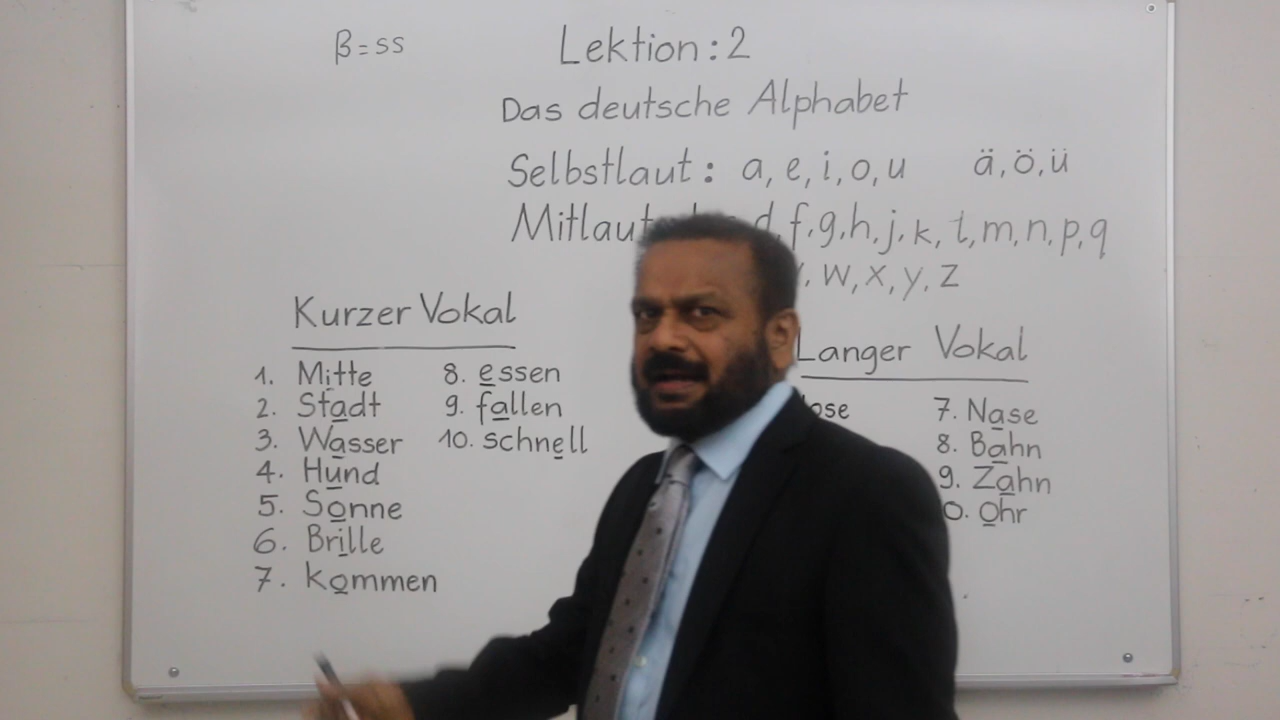 β=ss
Lektion: 2
Das deutsche Alphabet
Selbstlaut: a, e, i, o, u ä, ö, ü
d, f, g, h, j, k, l, m, n, p, q
w, x, y, z
Kurzer Vokal
1. Mitte
2. Stadt
3. Wasser
4. Hund
5. Sonne
6. Brille
7. kommen
8. essen
9. fallen
10. schnell
Langer Vokal
7. Nase
8. Bahn
9. Zahn
Ohr